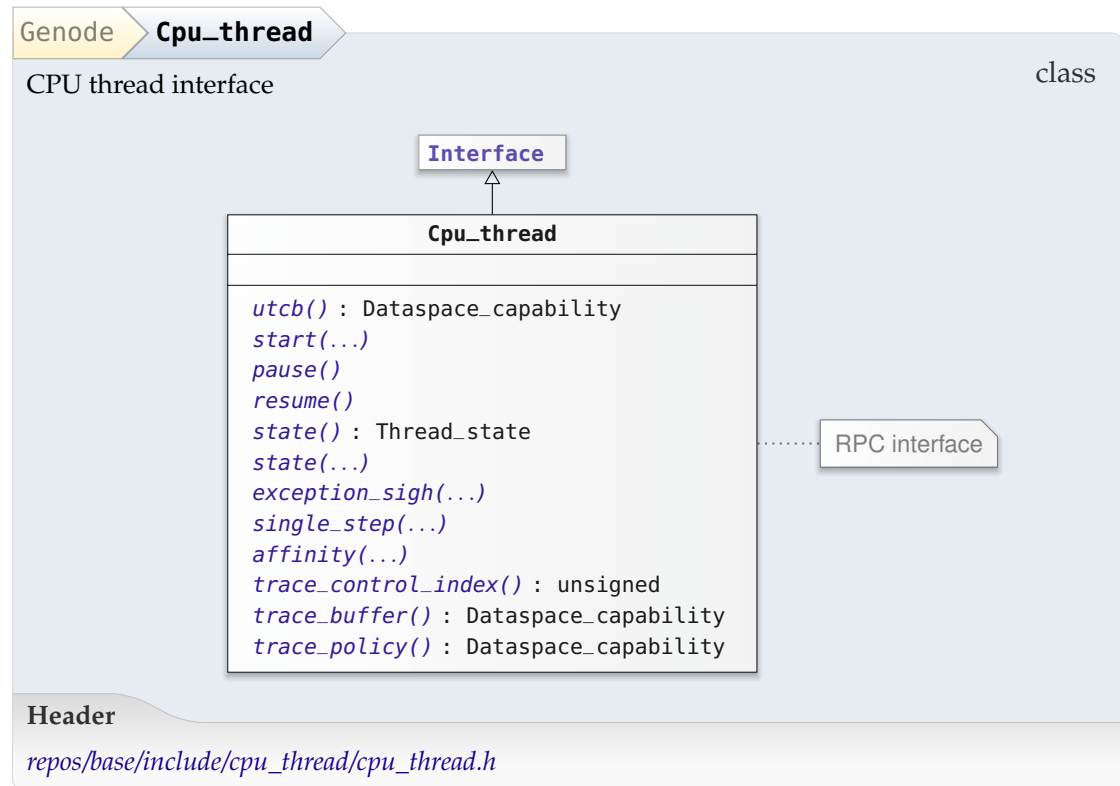 Genode Cpu_thread
CPU thread interface
class
Interface
Cpu_thread
utcb() : Dataspace_capability
start(...)
pause()
resume()
state() : Thread_state
state(...)
exception_sigh(...)
single_step(...)
affinity(...)
trace_control_index() : unsigned
trace_buffer() : Dataspace_capability
trace_policy() : Dataspace_capability
RPC interface
Header
repos/base/include/cpu_thread/cpu_thread.h